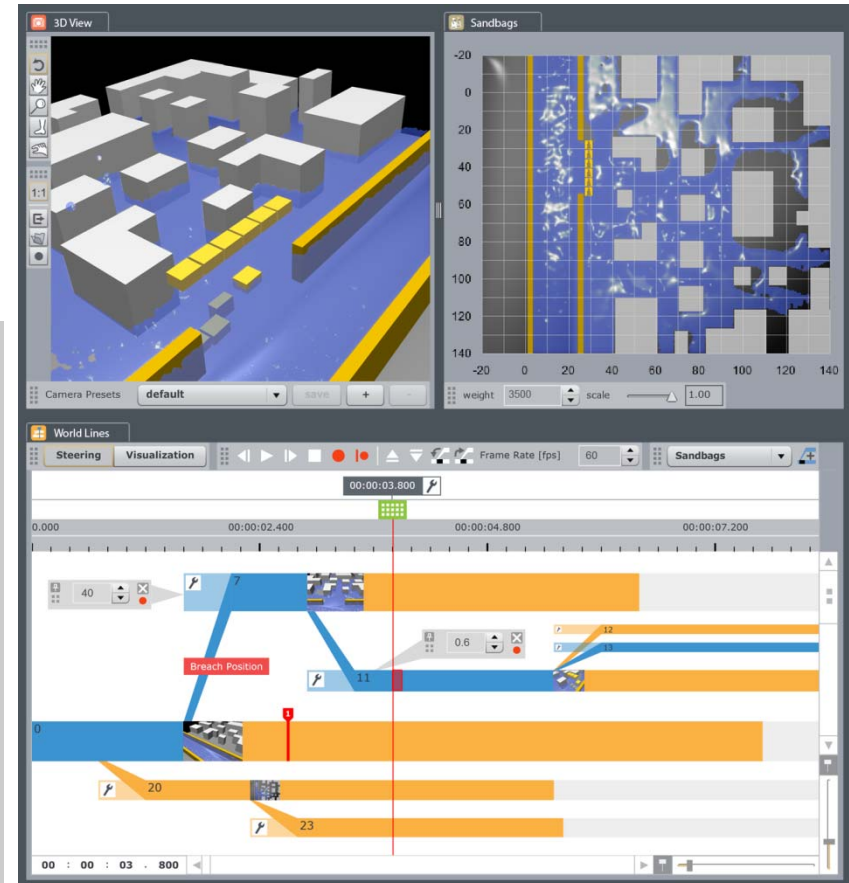 3D View
1:1
Camera Presets default save + -
Sandbags
-20
0
20
40
60
80
100
120
140
-20 0 20 40 60 80 100 120 140
weight 3500 scale 1.00
World Lines
Steering Visualization Frame Rate [fps] 60 Sandbags
00:00:03.800
0.000 00:00:02.400 00:00:04.800 00:00:07.200
7
40
12
0.6
13
Breach Position
11
1
0
20
23
00 : 00 : 03 . 800